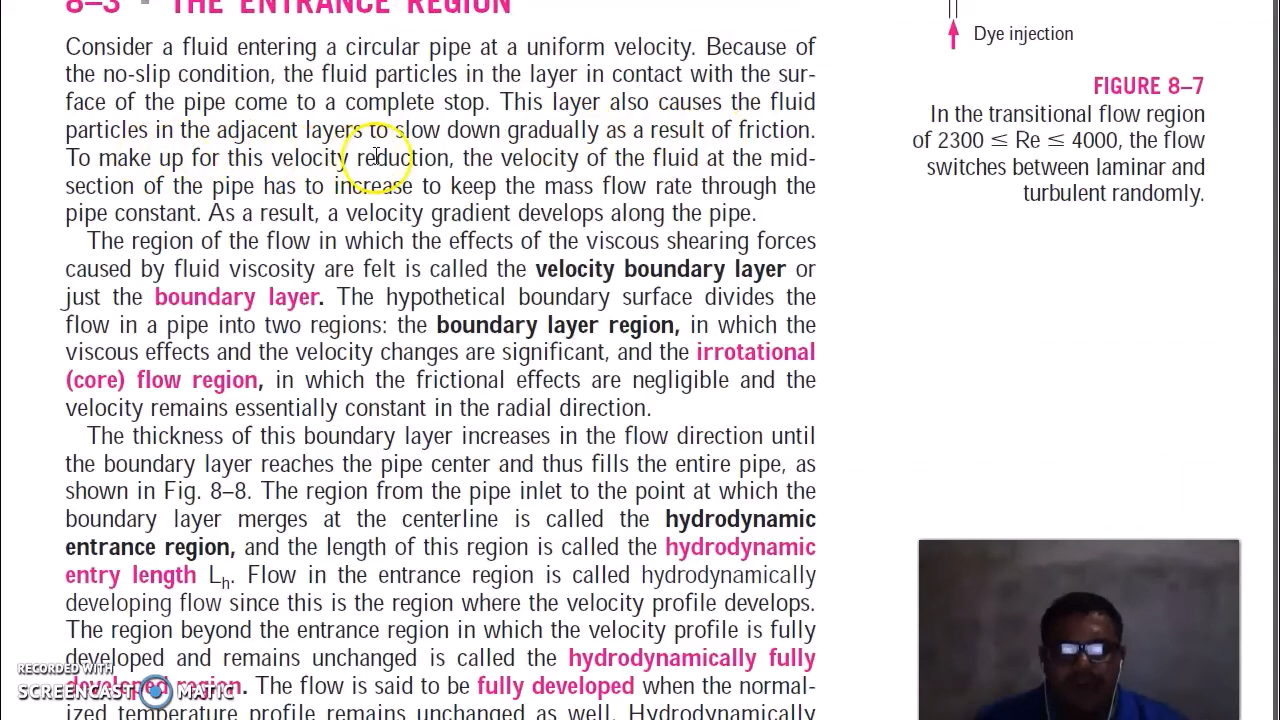 8–3 ▪ THE ENTRANCE REGION
Consider a fluid entering a circular pipe at a uniform velocity. Because of
the no-slip condition, the fluid particles in the layer in contact with the sur-
face of the pipe come to a complete stop. This layer also causes the fluid
particles in the adjacent layers to slow down gradually as a result of friction.
To make up for this velocity reduction, the velocity of the fluid at the mid-
section of the pipe has to increase to keep the mass flow rate through the
pipe constant. As a result, a velocity gradient develops along the pipe.
The region of the flow in which the effects of the viscous shearing forces
caused by fluid viscosity are felt is called the velocity boundary layer or
just the boundary layer. The hypothetical boundary surface divides the
flow in a pipe into two regions: the boundary layer region, in which the
viscous effects and the velocity changes are significant, and the irrotational
(core) flow region, in which the frictional effects are negligible and the
velocity remains essentially constant in the radial direction.
The thickness of this boundary layer increases in the flow direction until
the boundary layer reaches the pipe center and thus fills the entire pipe, as
shown in Fig. 8–8. The region from the pipe inlet to the point at which the
boundary layer merges at the centerline is called the hydrodynamic
entrance region, and the length of this region is called the hydrodynamic
entry length Lh. Flow in the entrance region is called hydrodynamically
developing flow since this is the region where the velocity profile develops.
The region beyond the entrance region in which the velocity profile is fully
developed and remains unchanged is called the hydrodynamically fully
developed region. The flow is said to be fully developed when the normal-
ized temperature profile remains unchanged as well. Hydrodynamically
Dye injection
FIGURE 8–7
In the transitional flow region
of 2300 ≤ Re ≤ 4000, the flow
switches between laminar and
turbulent randomly.
RECORDED WITH
SCREENCAST MATIC